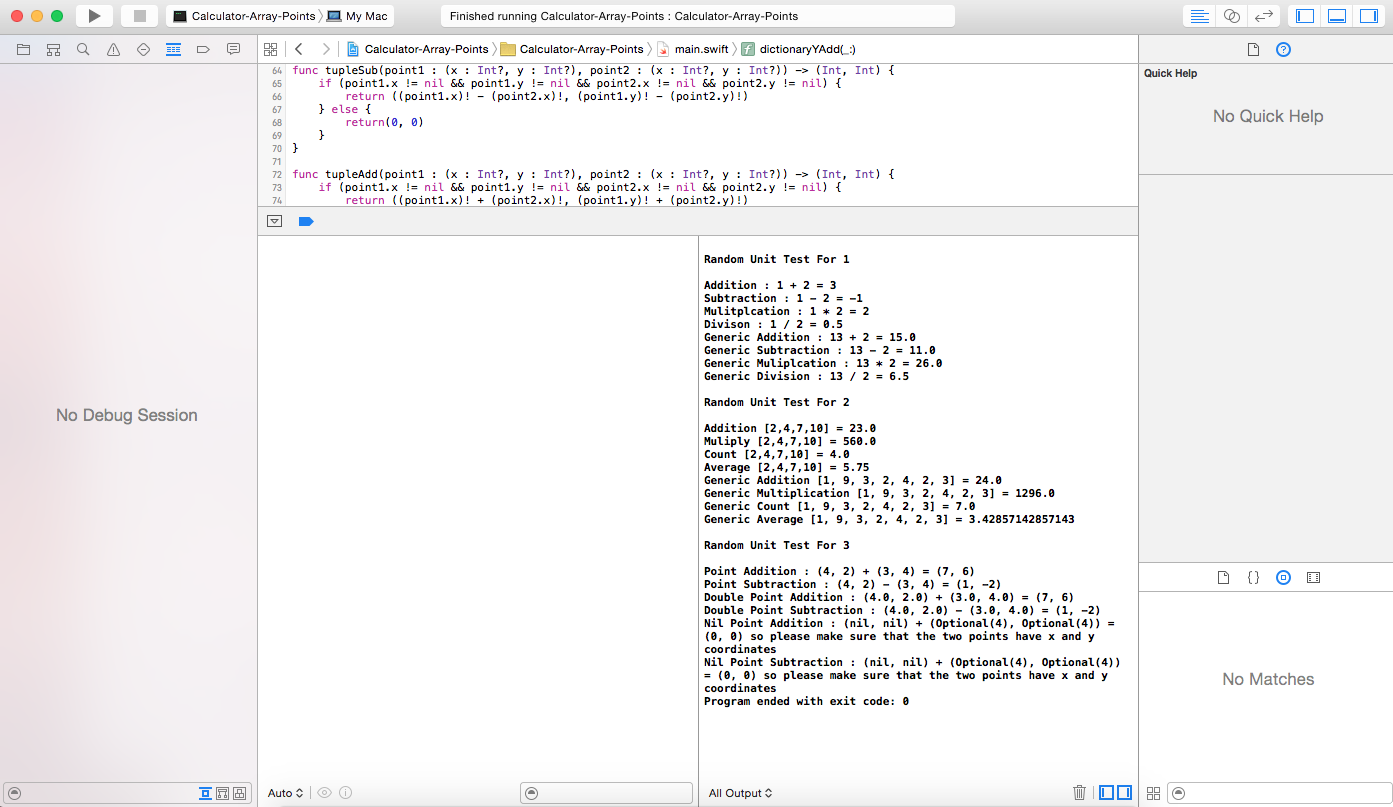 Calculator-Array-Points > My Mac
Finished running Calculator-Array-Points : Calculator-Array-Points
Calculator-Array-Points > Calculator-Array-Points > main.swift > dictionaryYAdd(_:)
64 func tupleSub(point1 : (x : Int?, y : Int?), point2 : (x : Int?, y : Int?)) -> (Int, Int) {
65     if (point1.x != nil && point1.y != nil && point2.x != nil && point2.y != nil) {
66         return ((point1.x)! - (point2.x)!, (point1.y)! - (point2.y)!)
67     } else {
68         return(0, 0)
69     }
70 }
71
72 func tupleAdd(point1 : (x : Int?, y : Int?), point2 : (x : Int?, y : Int?)) -> (Int, Int) {
73     if (point1.x != nil && point1.y != nil && point2.x != nil && point2.y != nil) {
74         return ((point1.x)! + (point2.x)!, (point1.y)! + (point2.y)!)
No Debug Session
Random Unit Test For 1
Addition : 1 + 2 = 3
Subtraction : 1 - 2 = -1
Mulitplcation : 1 * 2 = 2
Divison : 1 / 2 = 0.5
Generic Addition : 13 + 2 = 15.0
Generic Subtraction : 13 - 2 = 11.0
Generic Muliplcation : 13 * 2 = 26.0
Generic Division : 13 / 2 = 6.5
Random Unit Test For 2
Addition [2,4,7,10] = 23.0
Muliply [2,4,7,10] = 560.0
Count [2,4,7,10] = 4.0
Average [2,4,7,10] = 5.75
Generic Addition [1, 9, 3, 2, 4, 2, 3] = 24.0
Generic Multiplication [1, 9, 3, 2, 4, 2, 3] = 1296.0
Generic Count [1, 9, 3, 2, 4, 2, 3] = 7.0
Generic Average [1, 9, 3, 2, 4, 2, 3] = 3.42857142857143
Random Unit Test For 3
Point Addition : (4, 2) + (3, 4) = (7, 6)
Point Subtraction : (4, 2) - (3, 4) = (1, -2)
Double Point Addition : (4.0, 2.0) + (3.0, 4.0) = (7, 6)
Double Point Subtraction : (4.0, 2.0) - (3.0, 4.0) = (1, -2)
Nil Point Addition : (nil, nil) + (Optional(4), Optional(4)) =
(0, 0) so please make sure that the two points have x and y
coordinates
Nil Point Subtraction : (nil, nil) + (Optional(4), Optional(4))
= (0, 0) so please make sure that the two points have x and y
coordinates
Program ended with exit code: 0
Auto
All Output
Quick Help
No Quick Help
No Matches